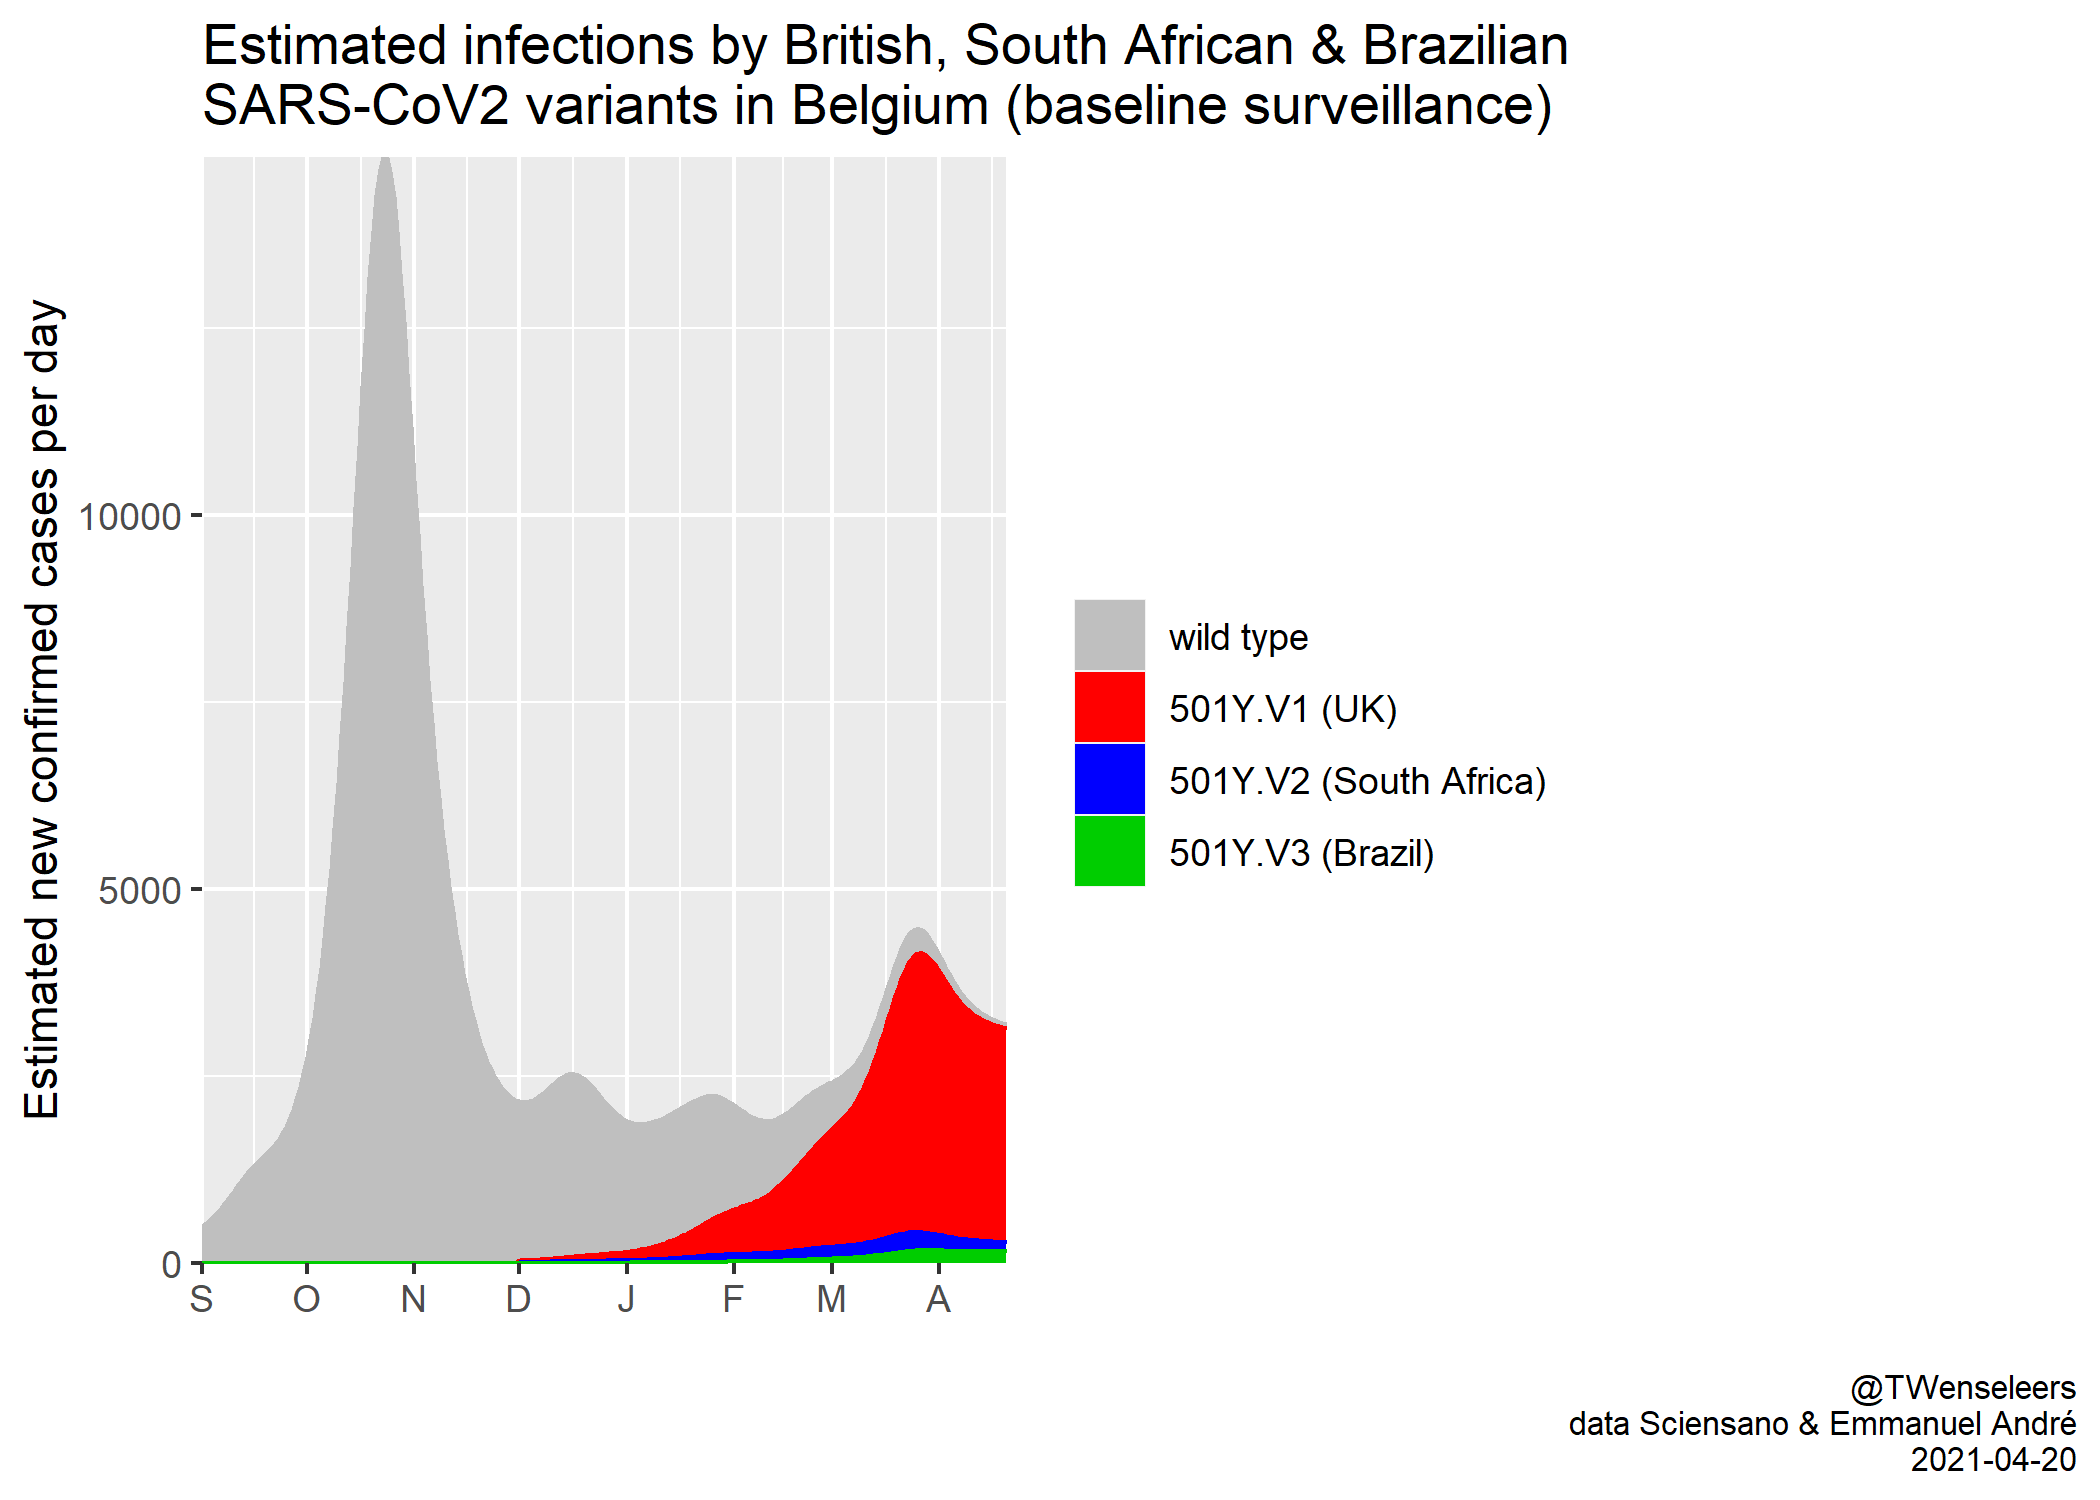 Estimated infections by British, South African & Brazilian
SARS-CoV2 variants in Belgium (baseline surveillance)
Estimated new confirmed cases per day
10000
5000
0
S O N D J F M A
wild type
501Y.V1 (UK)
501Y.V2 (South Africa)
501Y.V3 (Brazil)
@TWenseleers
data Sciensano & Emmanuel André
2021-04-20